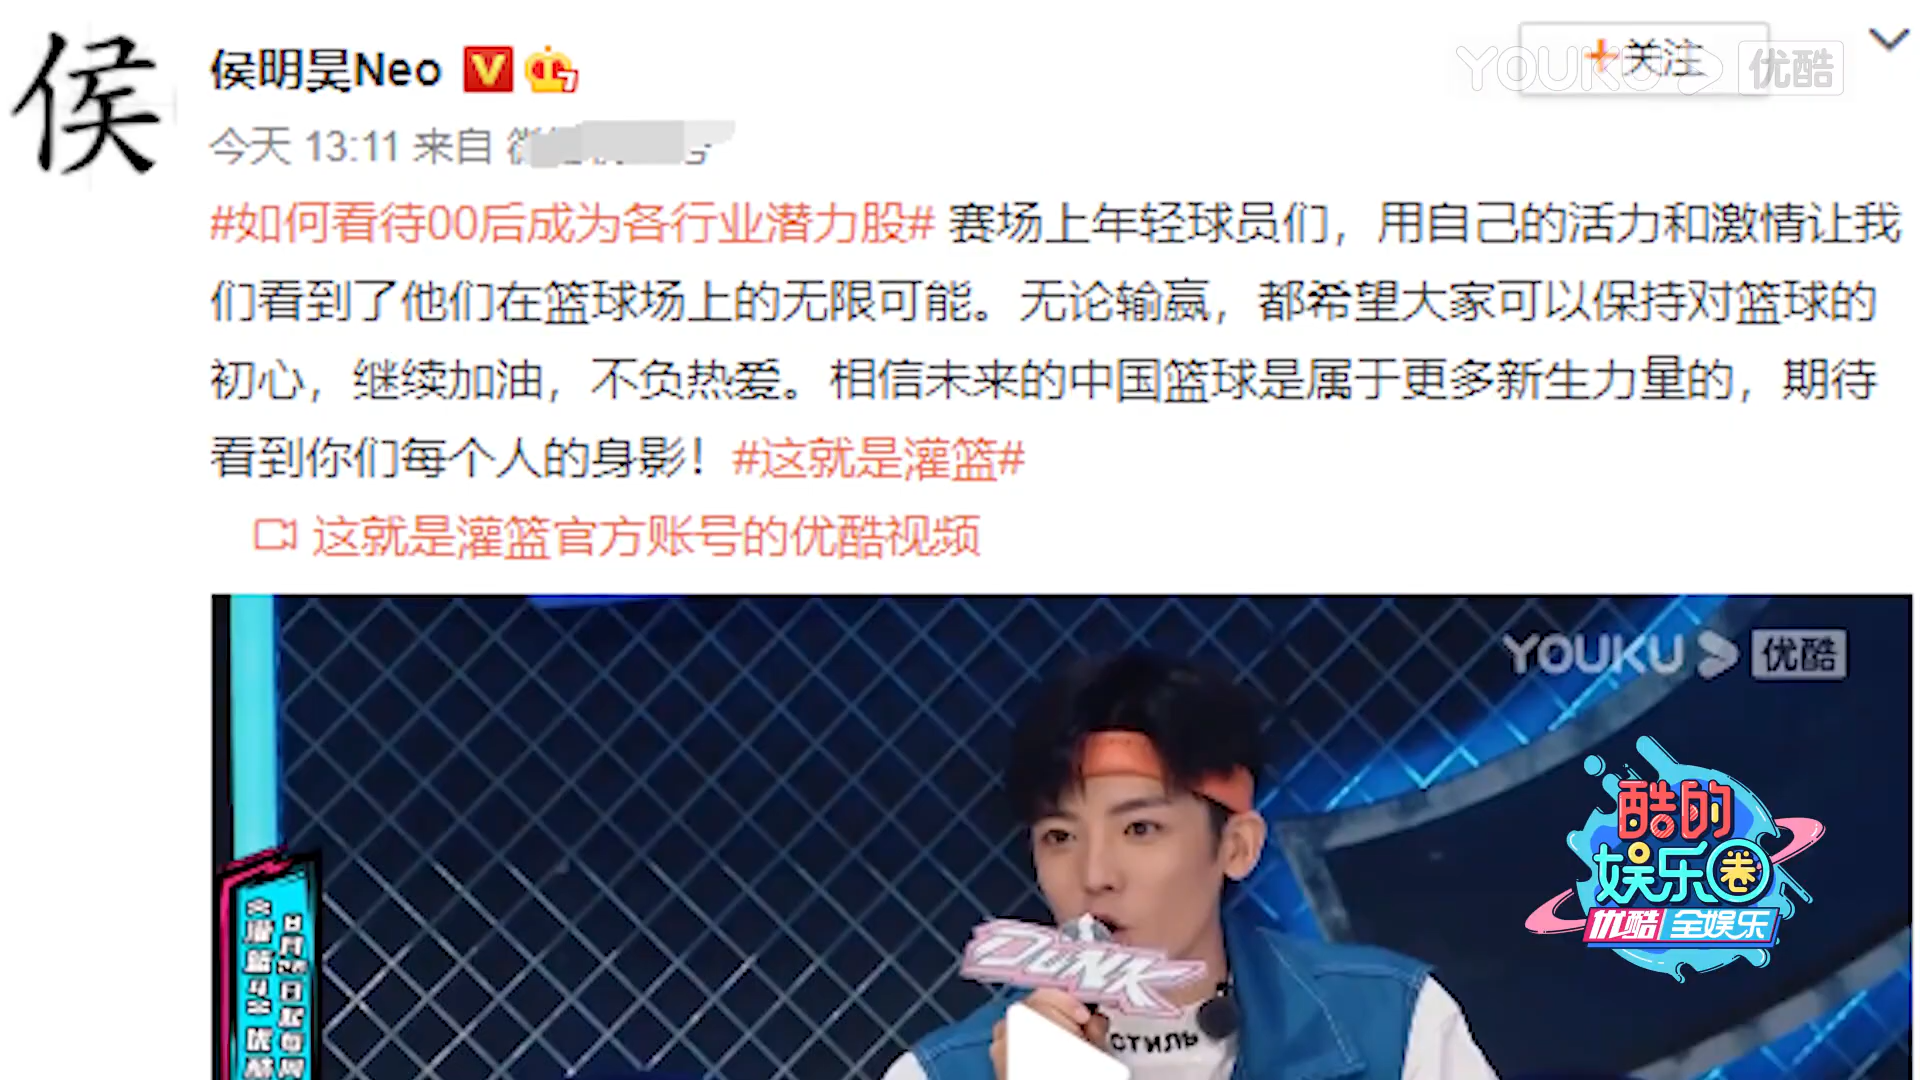 侯
侯明昊Neo
YOUKU 优酷
+关注
今天 13:11 来自
#如何看待00后成为各行业潜力股# 赛场上年轻球员们，用自己的活力和激情让我
们看到了他们在篮球场上的无限可能。无论输赢，都希望大家可以保持对篮球的
初心，继续加油，不负热爱。相信未来的中国篮球是属于更多新生力量的，期待
看到你们每个人的身影！#这就是灌篮#
这就是灌篮官方账号的优酷视频
YOUKU 优酷
酷的
娱乐圈
优酷 全娱乐
DUNK
СТИЛЬ